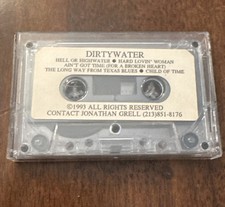 DIRTYWATER
HELL OR HIGHWATER • HARD LOVIN' WOMAN
AIN'T GOT TIME (FOR A BROKEN HEART)
THE LONG WAY FROM TEXAS BLUES • CHILD OF TIME
©1993 ALL RIGHTS RESERVED
CONTACT JONATHAN GRELL (213)851-8176